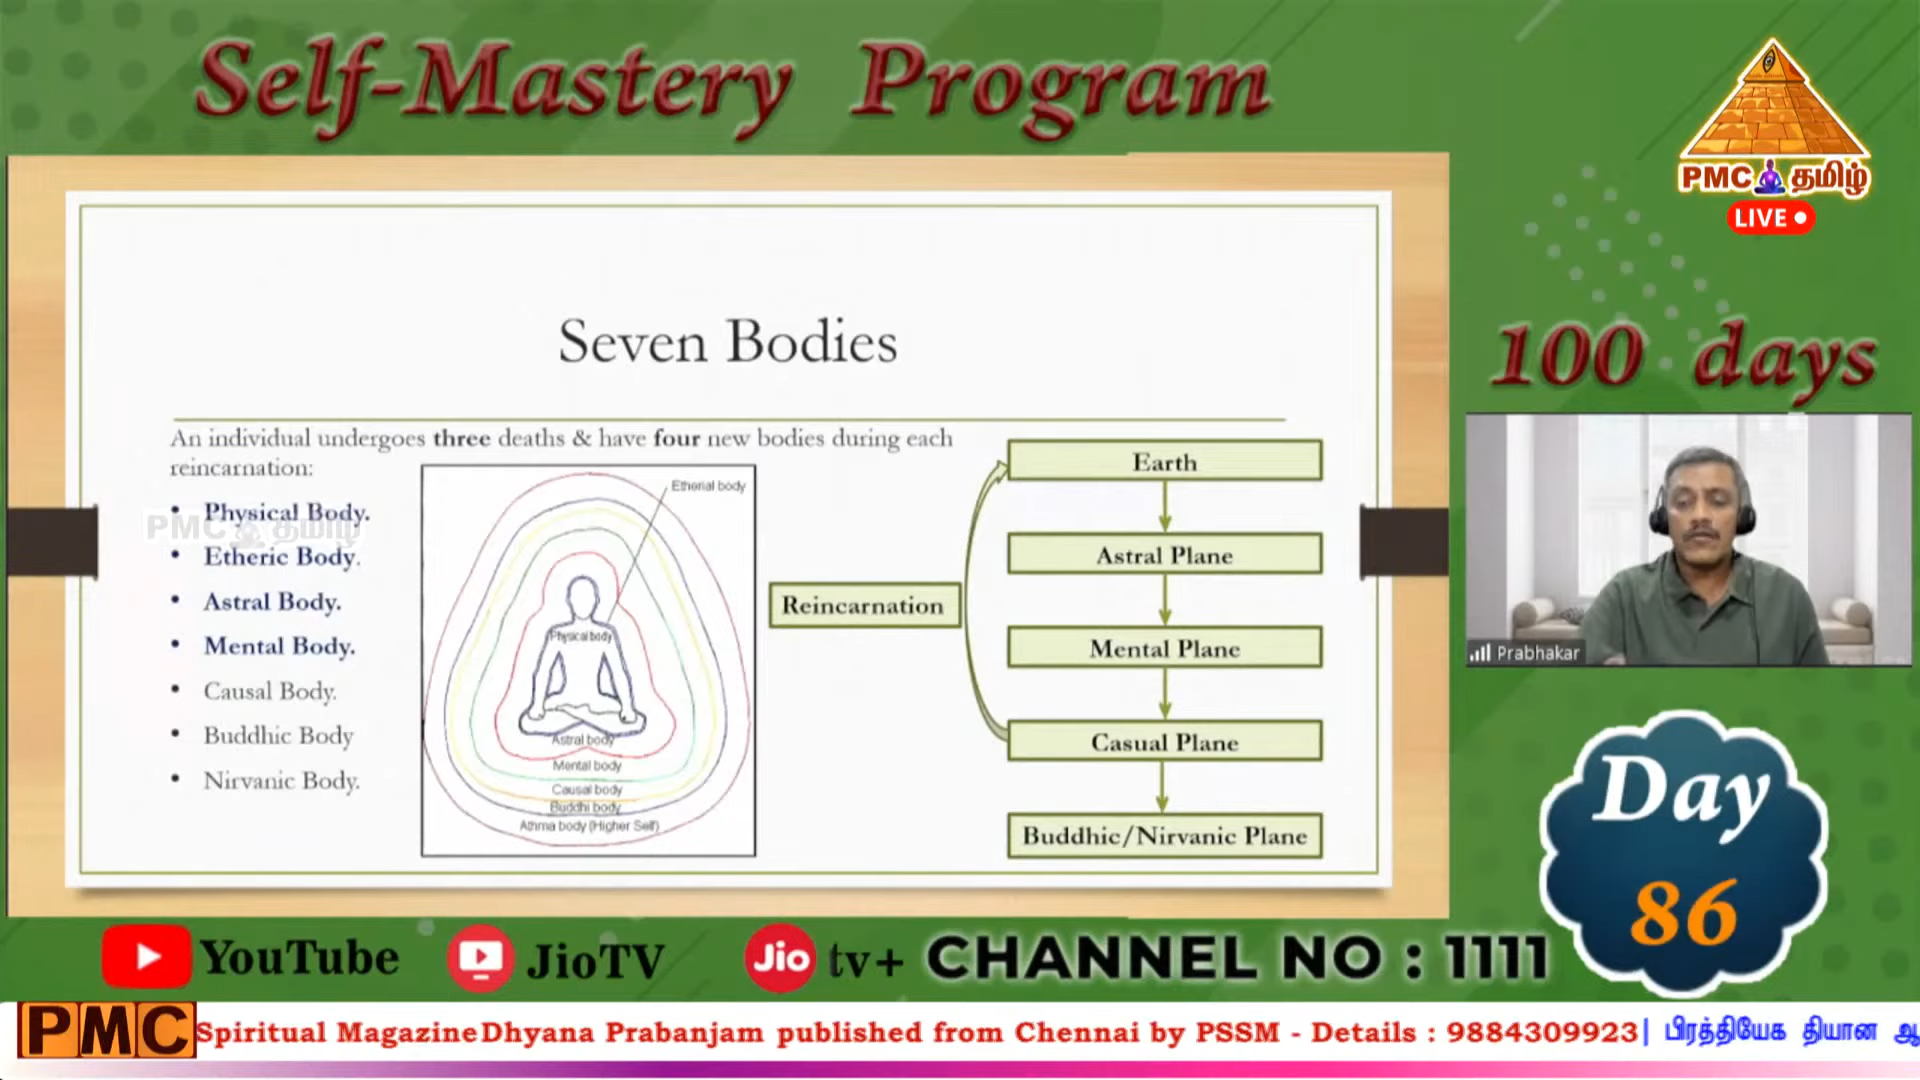 Self-Mastery Program
PMC தமிழ்
LIVE
100 days
Seven Bodies
An individual undergoes three deaths & have four new bodies during each
reincarnation:
• Physical Body.
• Etheric Body.
• Astral Body.
• Mental Body.
• Causal Body.
• Buddhic Body
• Nirvanic Body.
PMC தமிழ்
Etherial body
Physical body
Astral body
Mental body
Causal body
Buddhi body
Athma body (Higher Self)
Reincarnation
Earth
Astral Plane
Mental Plane
Casual Plane
Buddhic/Nirvanic Plane
Prabhakar
Day
86
YouTube
JioTV
Jio tv+
CHANNEL NO : 1111
PMC Spiritual Magazine Dhyana Prabanjam published from Chennai by PSSM - Details : 9884309923| பிரத்தியேக தியான ஆ